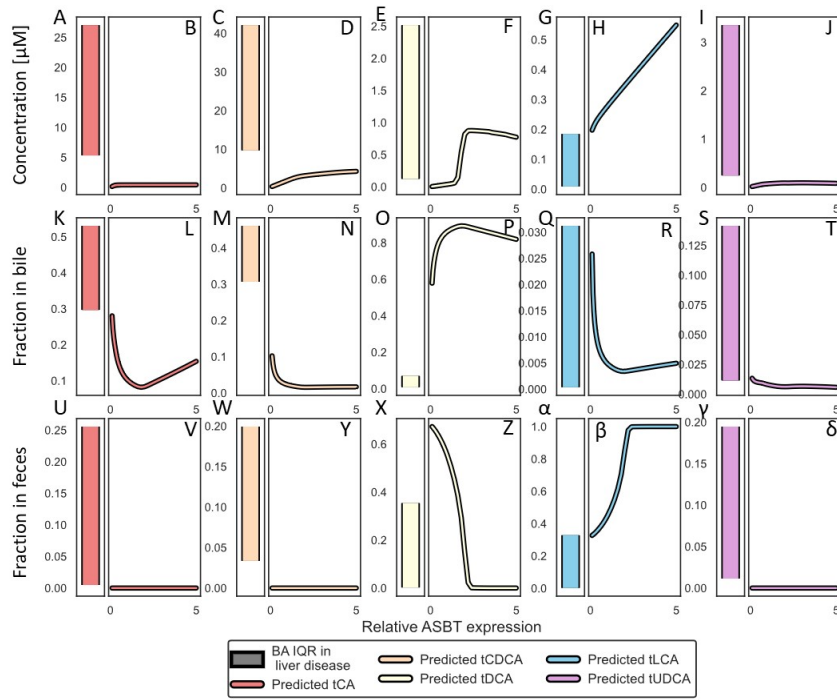 A B C D E F G H I J
Concentration [µM]
25 20 15 10 5 0
40 30 20 10 0
2.5 2.0 1.5 1.0 0.5 0.0
0.5 0.4 0.3 0.2 0.1 0.0
3 2 1 0
0 5 0 5 0 5 0 5 0 5
K L M N O P Q R S T
Fraction in bile
0.5 0.4 0.3 0.2 0.1
0.4 0.3 0.2 0.1 0.0
0.8 0.6 0.4 0.2 0.0
0.030 0.025 0.020 0.015 0.010 0.005 0.000
0.125 0.100 0.075 0.050 0.025 0.000
0 5 0 5 0 5 0 5 0 5
U V W Y X Z α β γ δ
Fraction in feces
0.25 0.20 0.15 0.10 0.05 0.00
0.20 0.15 0.10 0.05 0.00
0.6 0.4 0.2 0.0
1.0 0.8 0.6 0.4 0.2 0.0
0.20 0.15 0.10 0.05 0.00
0 5 0 5 0 5 0 5 0 5
Relative ASBT expression
BA IQR in
liver disease
Predicted tCA
Predicted tCDCA
Predicted tDCA
Predicted tLCA
Predicted tUDCA